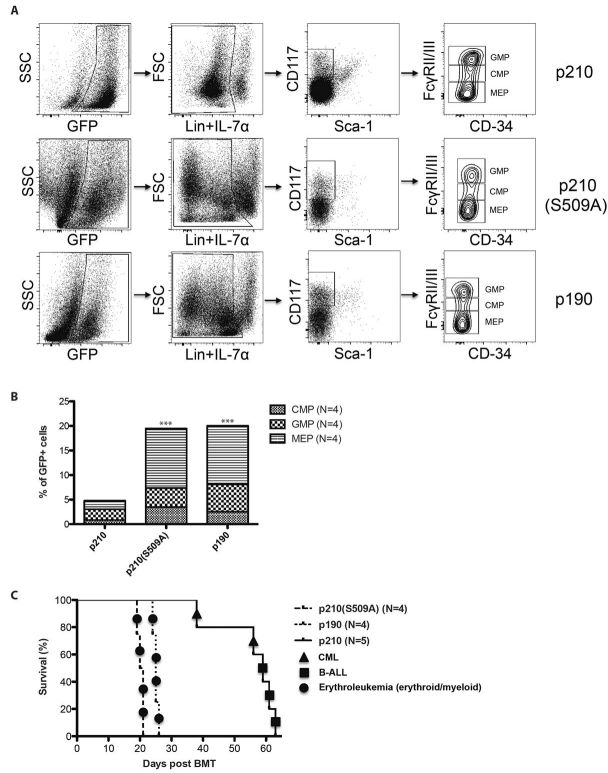 A
SSC
GFP
FSC
Lin+IL-7α
CD117
Sca-1
FcγRII/III
GMP
CMP
MEP
CD-34
p210
SSC
GFP
FSC
Lin+IL-7α
CD117
Sca-1
FcγRII/III
GMP
CMP
MEP
CD-34
p210
(S509A)
SSC
GFP
FSC
Lin+IL-7α
CD117
Sca-1
FcγRII/III
GMP
CMP
MEP
CD-34
p190
B
% of GFP+ cells
25
20
15
10
5
0
***
***
p210
p210(S509A)
p190
CMP (N=4)
GMP (N=4)
MEP (N=4)
C
Survival (%)
100
80
60
40
20
0
0
20
40
60
Days post BMT
p210(S509A) (N=4)
p190 (N=4)
p210 (N=5)
CML
B-ALL
Erythroleukemia (erythroid/myeloid)